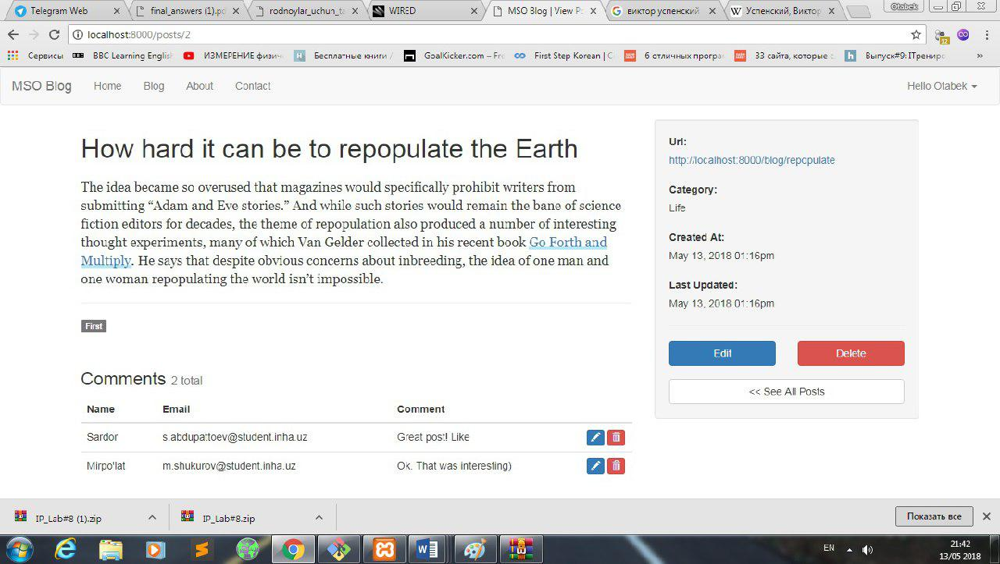 Telegram Web
final_answers (1).pd
rodnoylar_uchun_ta
WIRED
MSO Blog | View Po
виктор успенский
Успенский, Виктор
Otabek
localhost:8000/posts/2
12
Сервисы
BBC Learning English
ИЗМЕРЕНИЕ физич
Бесплатные книги /
GoalKicker.com – Fre
First Step Korean | C
6 отличных програм
33 сайта, которые с
Выпуск#9: ITренирс
»
MSO Blog
Home
Blog
About
Contact
Hello Otabek
How hard it can be to repopulate the Earth
The idea became so overused that magazines would specifically prohibit writers from
submitting “Adam and Eve stories.” And while such stories would remain the bane of science
fiction editors for decades, the theme of repopulation also produced a number of interesting
thought experiments, many of which Van Gelder collected in his recent book Go Forth and
Multiply. He says that despite obvious concerns about inbreeding, the idea of one man and
one woman repopulating the world isn’t impossible.
First
Url:
http://localhost:8000/blog/repopulate
Category:
Life
Created At:
May 13, 2018 01:16pm
Last Updated:
May 13, 2018 01:16pm
Edit
Delete
<< See All Posts
Comments 2 total
Name Email Comment
Sardor s.abdupattoev@student.inha.uz Great post! Like
Mirpo'lat m.shukurov@student.inha.uz Ok. That was interesting)
IP_Lab#8 (1).zip
IP_Lab#8.zip
Показать все
EN
21:42
13/05 2018